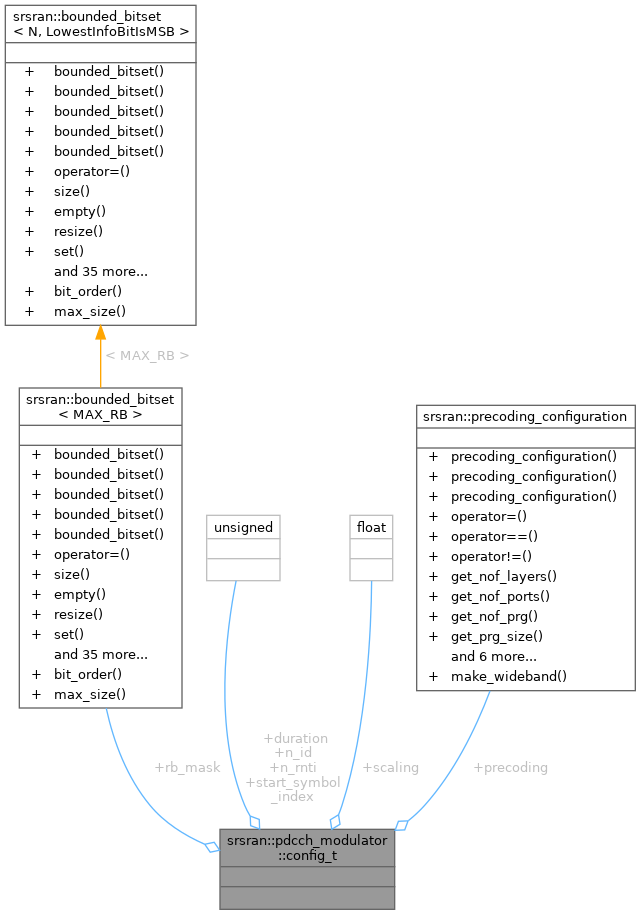 srsran::bounded_bitset
< N, LowestInfoBitIsMSB >
+ bounded_bitset()
+ bounded_bitset()
+ bounded_bitset()
+ bounded_bitset()
+ bounded_bitset()
+ operator=()
+ size()
+ empty()
+ resize()
+ set()
and 35 more...
+ bit_order()
+ max_size()
< MAX_RB >
srsran::bounded_bitset
< MAX_RB >
+ bounded_bitset()
+ bounded_bitset()
+ bounded_bitset()
+ bounded_bitset()
+ bounded_bitset()
+ operator=()
+ size()
+ empty()
+ resize()
+ set()
and 35 more...
+ bit_order()
+ max_size()
unsigned
float
srsran::precoding_configuration
+ precoding_configuration()
+ precoding_configuration()
+ precoding_configuration()
+ operator=()
+ operator==()
+ operator!=()
+ get_nof_layers()
+ get_nof_ports()
+ get_nof_prg()
+ get_prg_size()
and 6 more...
+ make_wideband()
+rb_mask
+duration
+n_id
+n_rnti
+start_symbol
_index
+scaling
+precoding
srsran::pdcch_modulator
::config_t